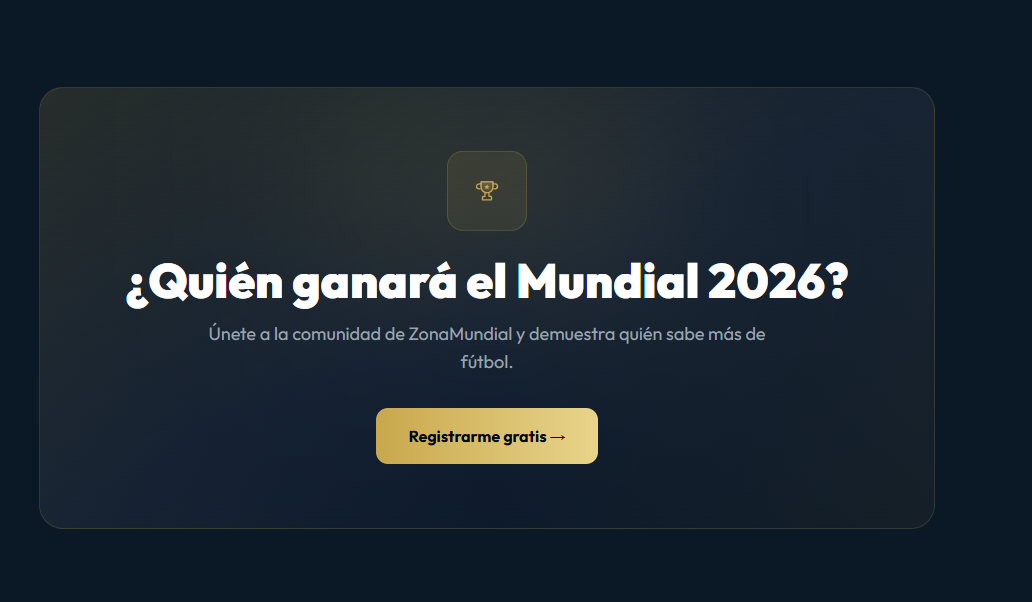 ¿Quién ganará el Mundial 2026?
Únete a la comunidad de ZonaMundial y demuestra quién sabe más de
fútbol.
Registrarme gratis →